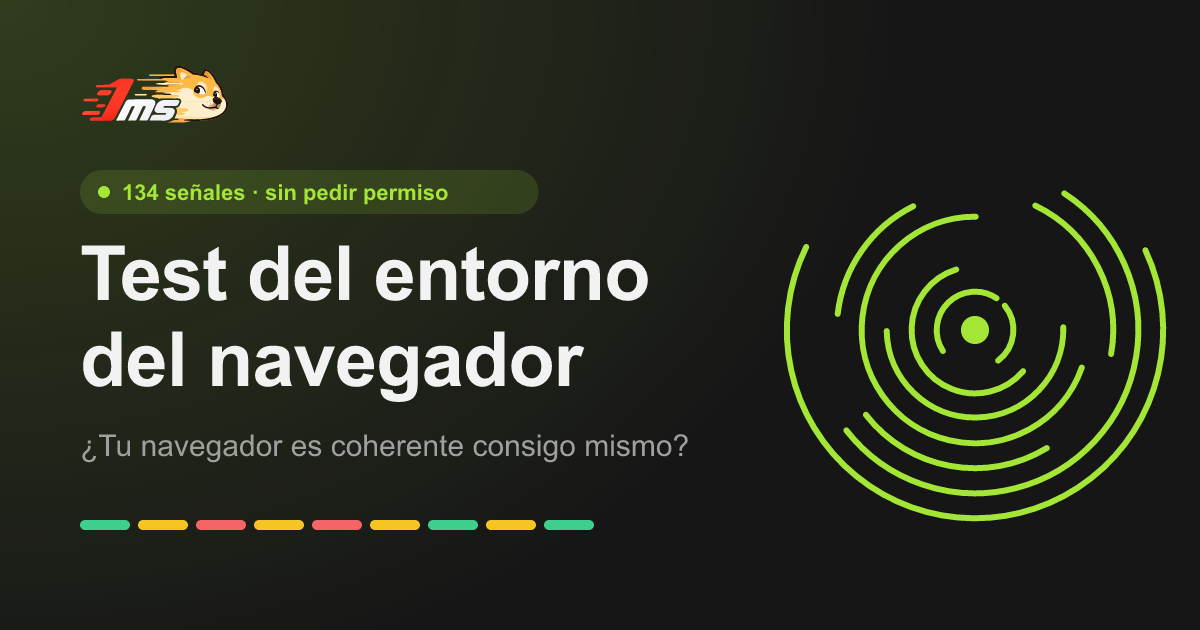 1ms
134 señales · sin pedir permiso
Test del entorno
del navegador
¿Tu navegador es coherente consigo mismo?